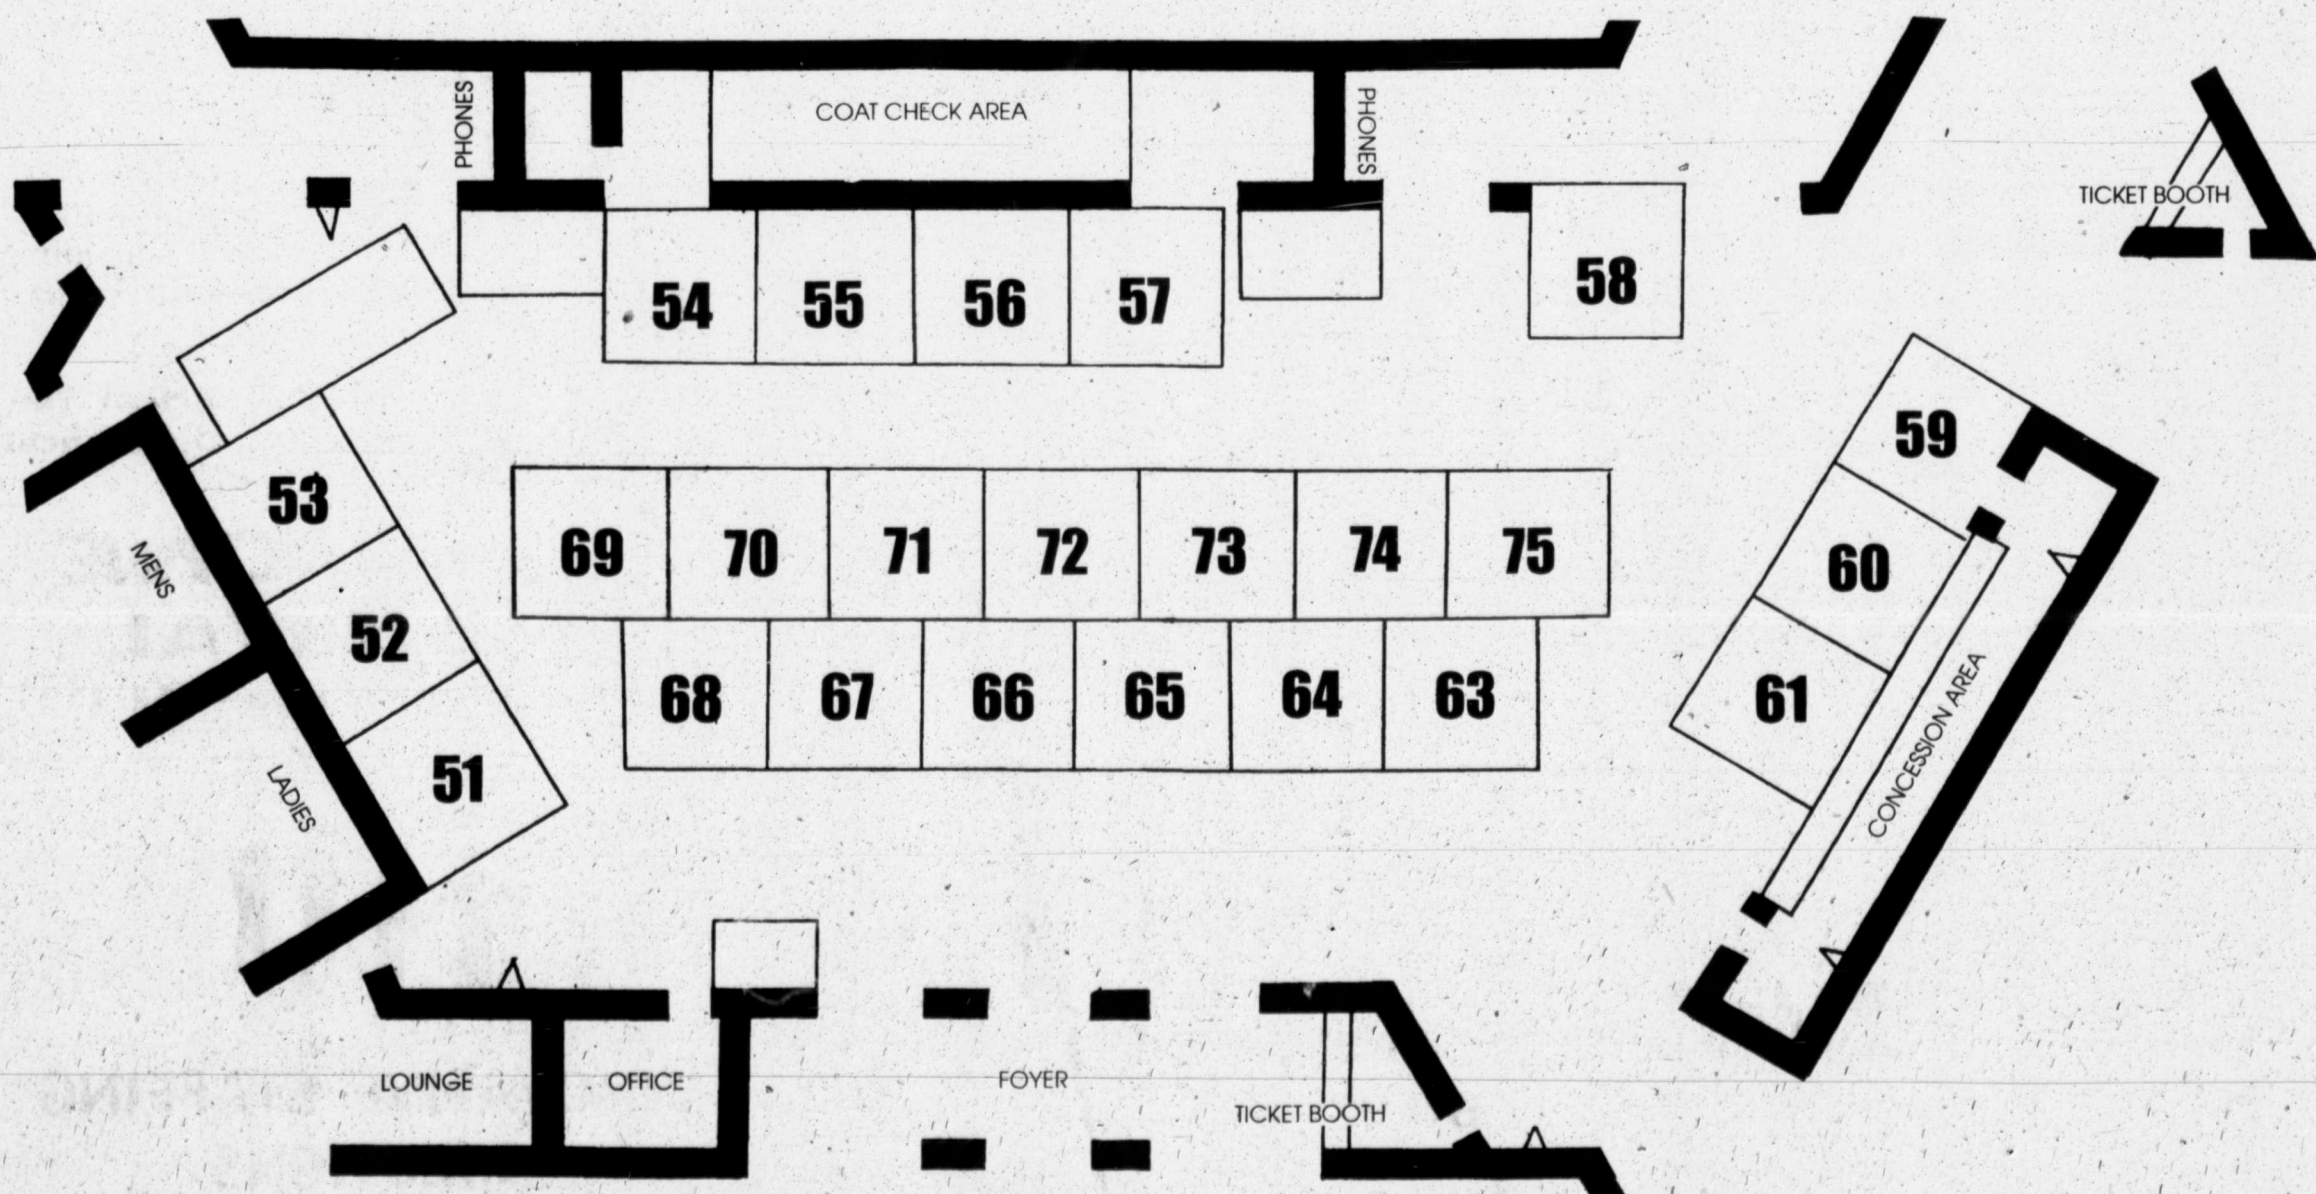 PHONES
COAT CHECK AREA
PHONES
TICKET BOOTH
54 55 56 57
58
59
60
61
53
52
51
MENS
LADIES
69 70 71 72 73 74 75
68 67 66 65 64 63
CONCESSION AREA
LOUNGE
OFFICE
FOYER
TICKET BOOTH